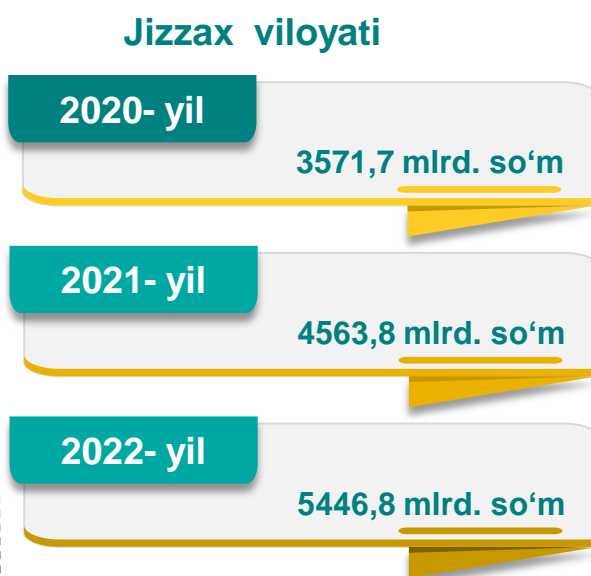 Jizzax viloyati
2020- yil
3571,7 mlrd. so‘m
2021- yil
4563,8 mlrd. so‘m
2022- yil
5446,8 mlrd. so‘m